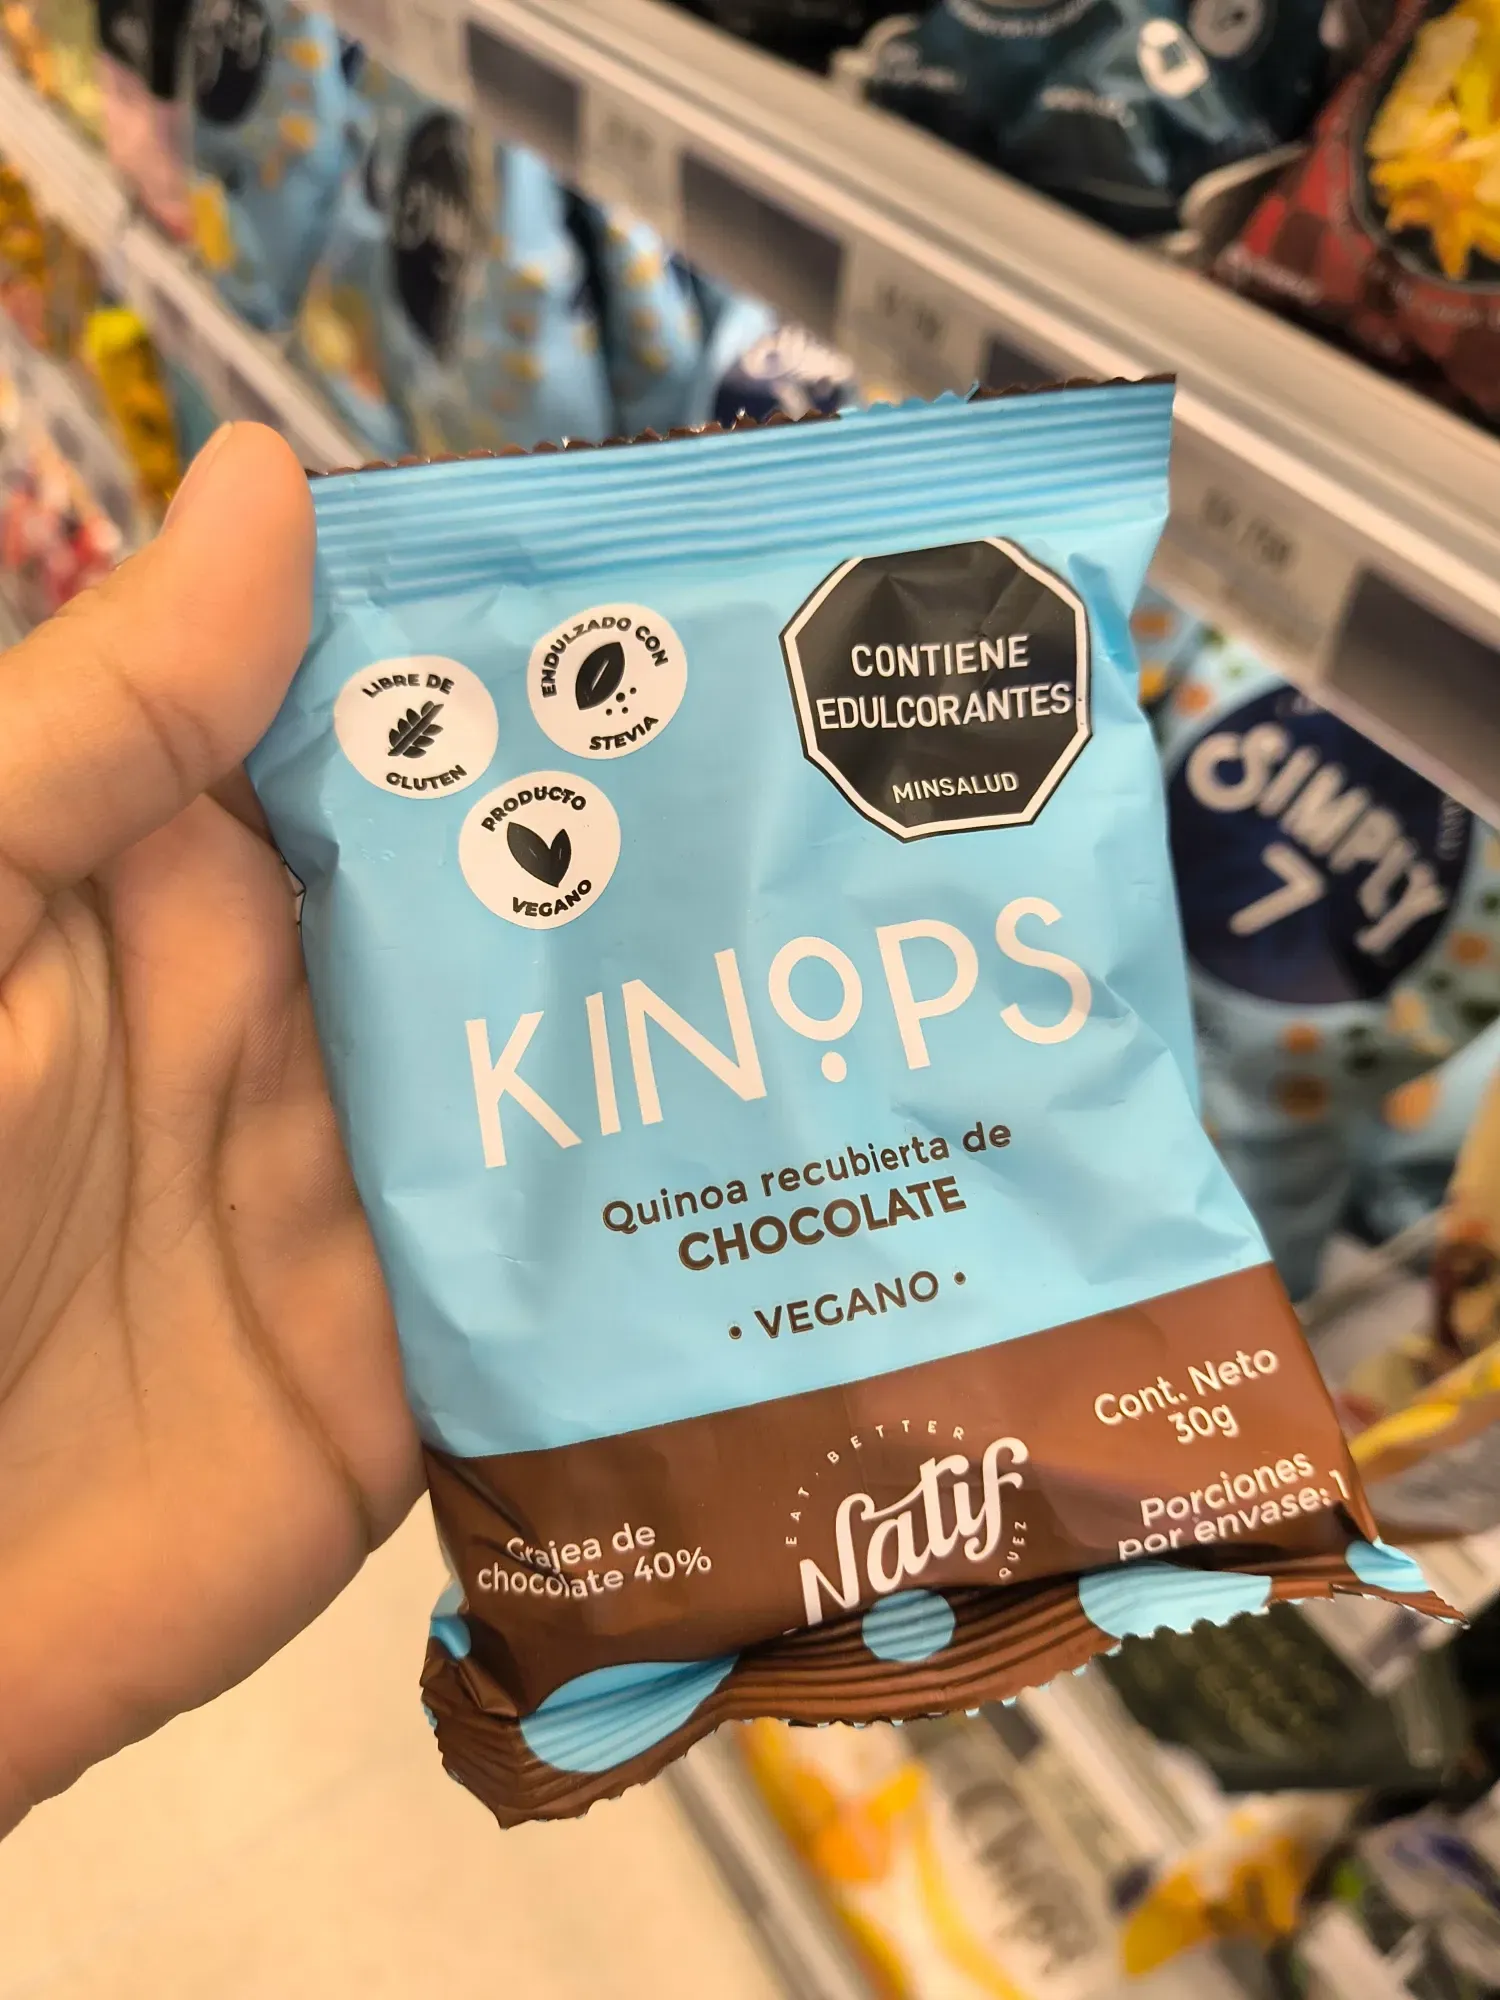 LIBRE DE
GLUTEN
ENDULZADO CON
STEVIA
PRODUCTO
VEGANO
CONTIENE
EDULCORANTES
MINSALUD
KINOPS
Quinoa recubierta de
CHOCOLATE
• VEGANO •
Grajea de
chocolate 40%
EAT · BETTER
Natif
Cont. Neto
30g
Porciones
por envase: 1
SIMPLY
7